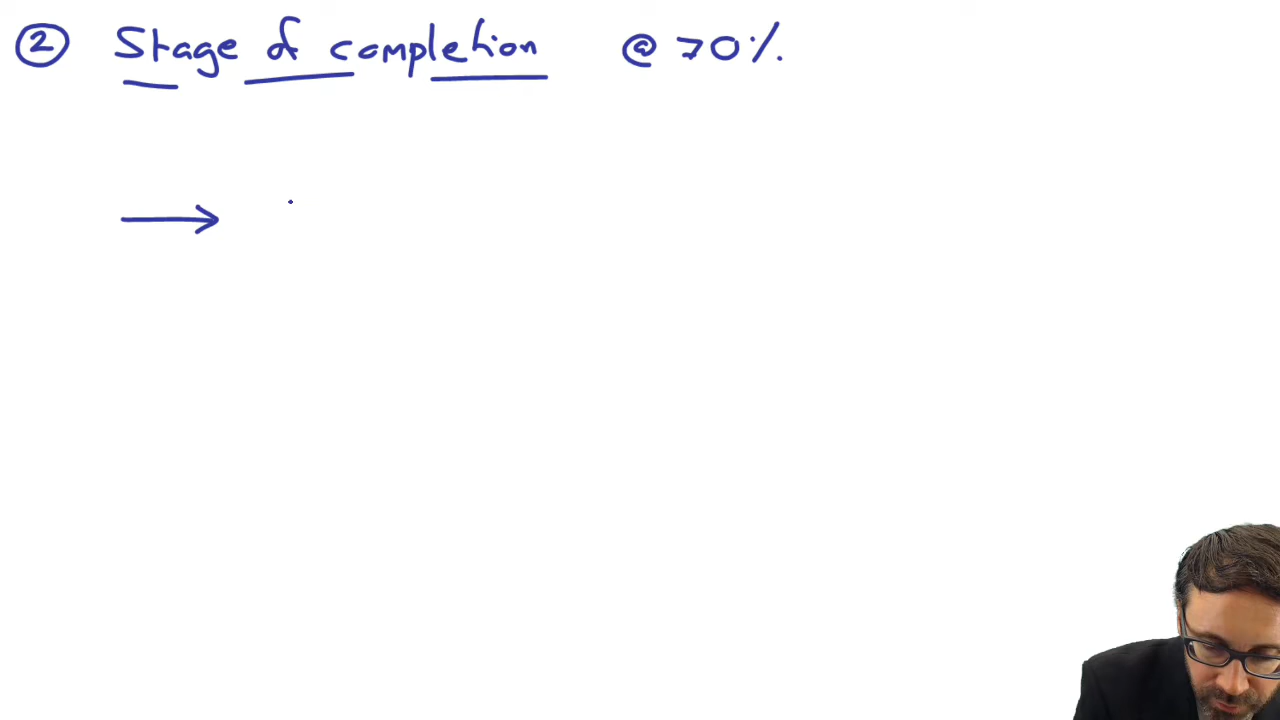 ② Stage of completion @ 70%.